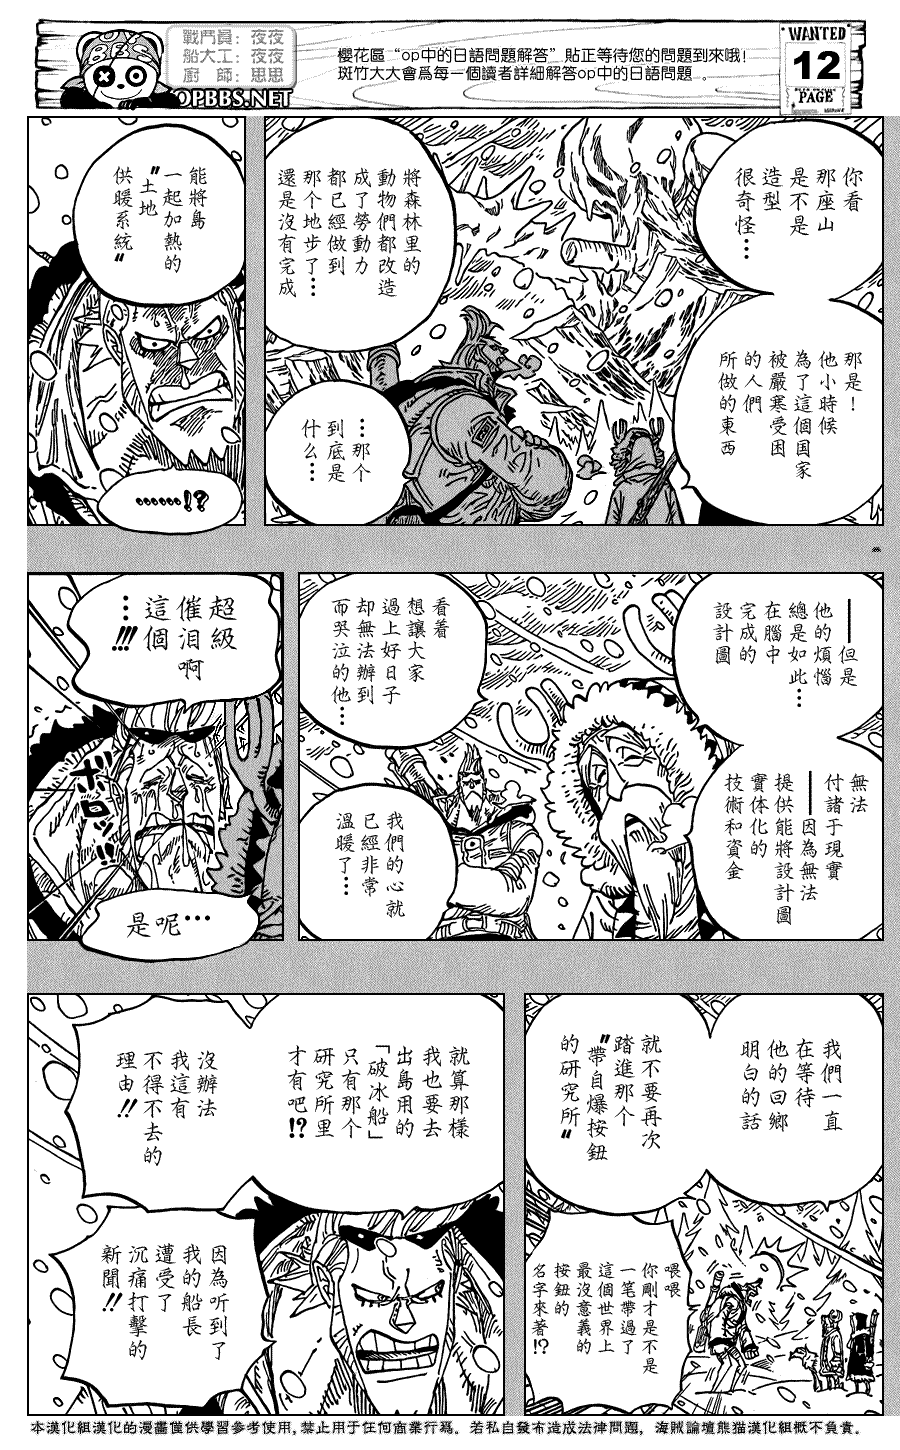 戰鬥員：夜夜
船大工：夜夜
廚　師：思思
OPBBS.NET
櫻花區“op中的日語問題解答”貼正等待您的問題到來哦!
斑竹大大會爲每一個讀者詳細解答op中的日語問題 。
WANTED
12
PAGE
你看
那座山
是不是
造型
很奇怪…
那是!
他小時候
為了這個国家
被嚴寒受困
的人們
所做的東西
將森林里的
動物們都改造
成了勞動力
都已經做到
那个地步了…
還是沒有完成
…那个
到底是
什么…
能將島
一起加熱的
"土地
供暖系統"
………!?
——但是
他的煩惱
總是如此…
在腦中
完成的
設計圖
無法
付諸于現實
——因為無法
提供能將設計圖
實体化的
技術和資金
看着
想讓大家
過上好日子
却無法辦到
而哭泣的他…
我們的心就
已經非常
溫暖了…
超級
催泪啊
這個
…!!!
ボロッ…!!
是呢…
我們一直
在等待
他的回鄉
明白的話
就不要再次
踏進那个
"帶自爆按鈕
的研究所"
喂喂
你剛才是不是
一笔帶過了
這個世界上
最沒意義的
按鈕的
名字來著!?
就算那樣
我也要去
出島用的
「破冰船」
只有那个
研究所里
才有吧!?
沒辦法
我這有
不得不去的
理由!!
因為听到了
我的船長
遭受了
沉痛打擊的
新聞!!
本漢化組漢化的漫畫僅供學習参考使用,禁止用于任何商業行爲。若私自發布造成法律問題，海贼論壇熊猫漢化組概不負責。